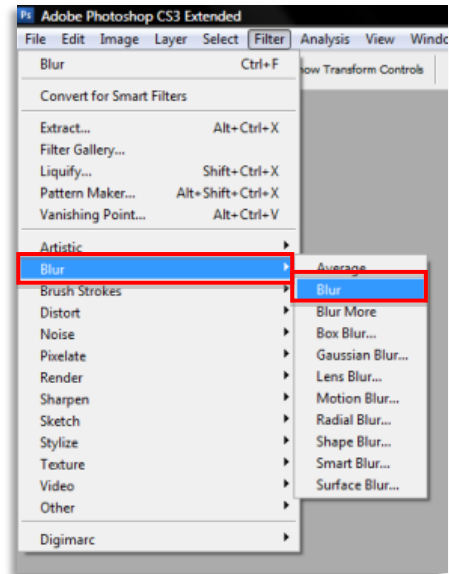 Ps Adobe Photoshop CS3 Extended
File Edit Image Layer Select Filter Analysis View
Blur Ctrl+F
Transform Controls
Convert for Smart Filters
Extract... Alt+Ctrl+X
Filter Gallery...
Liquify... Shift+Ctrl+X
Pattern Maker... Alt+Shift+Ctrl+X
Vanishing Point... Alt+Ctrl+V
Artistic
Blur
Brush Strokes
Distort
Noise
Pixelate
Render
Sharpen
Sketch
Stylize
Texture
Video
Other
Digimarc
Average
Blur
Blur More
Box Blur...
Gaussian Blur...
Lens Blur...
Motion Blur...
Radial Blur...
Shape Blur...
Smart Blur...
Surface Blur...